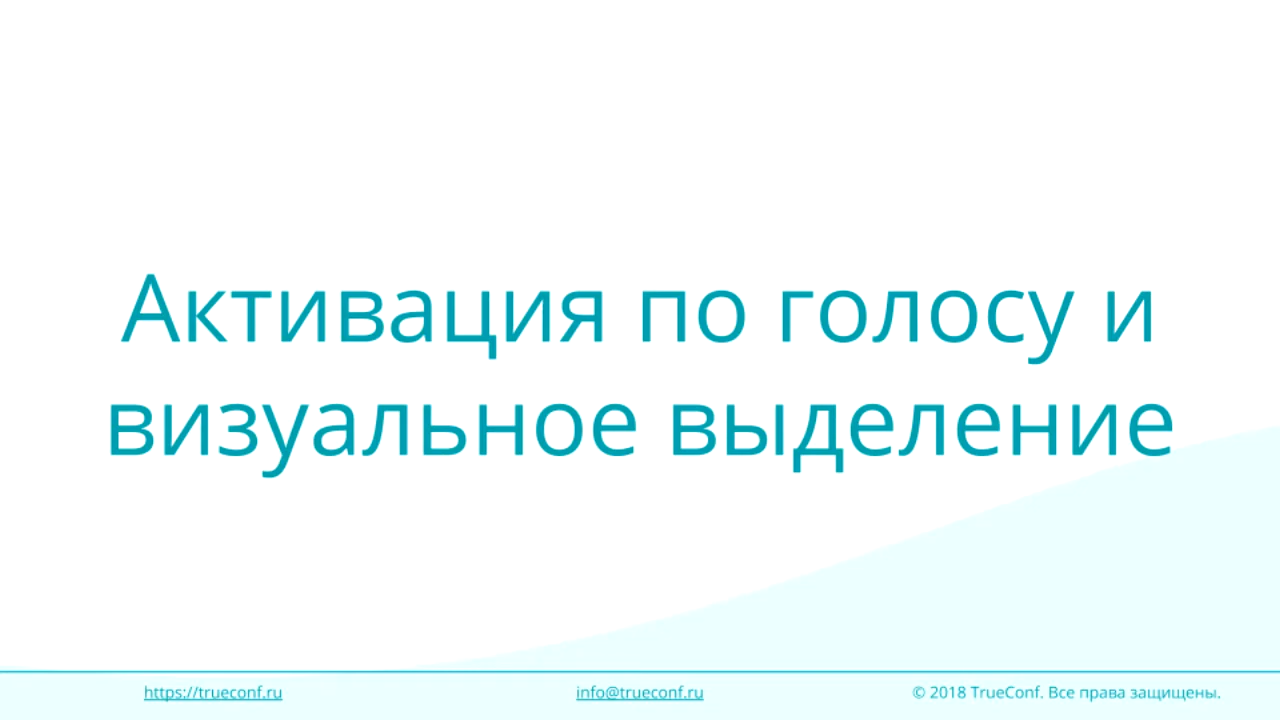 Активация по голосу и
визуальное выделение
https://trueconf.ru info@trueconf.ru © 2018 TrueConf. Все права защищены.